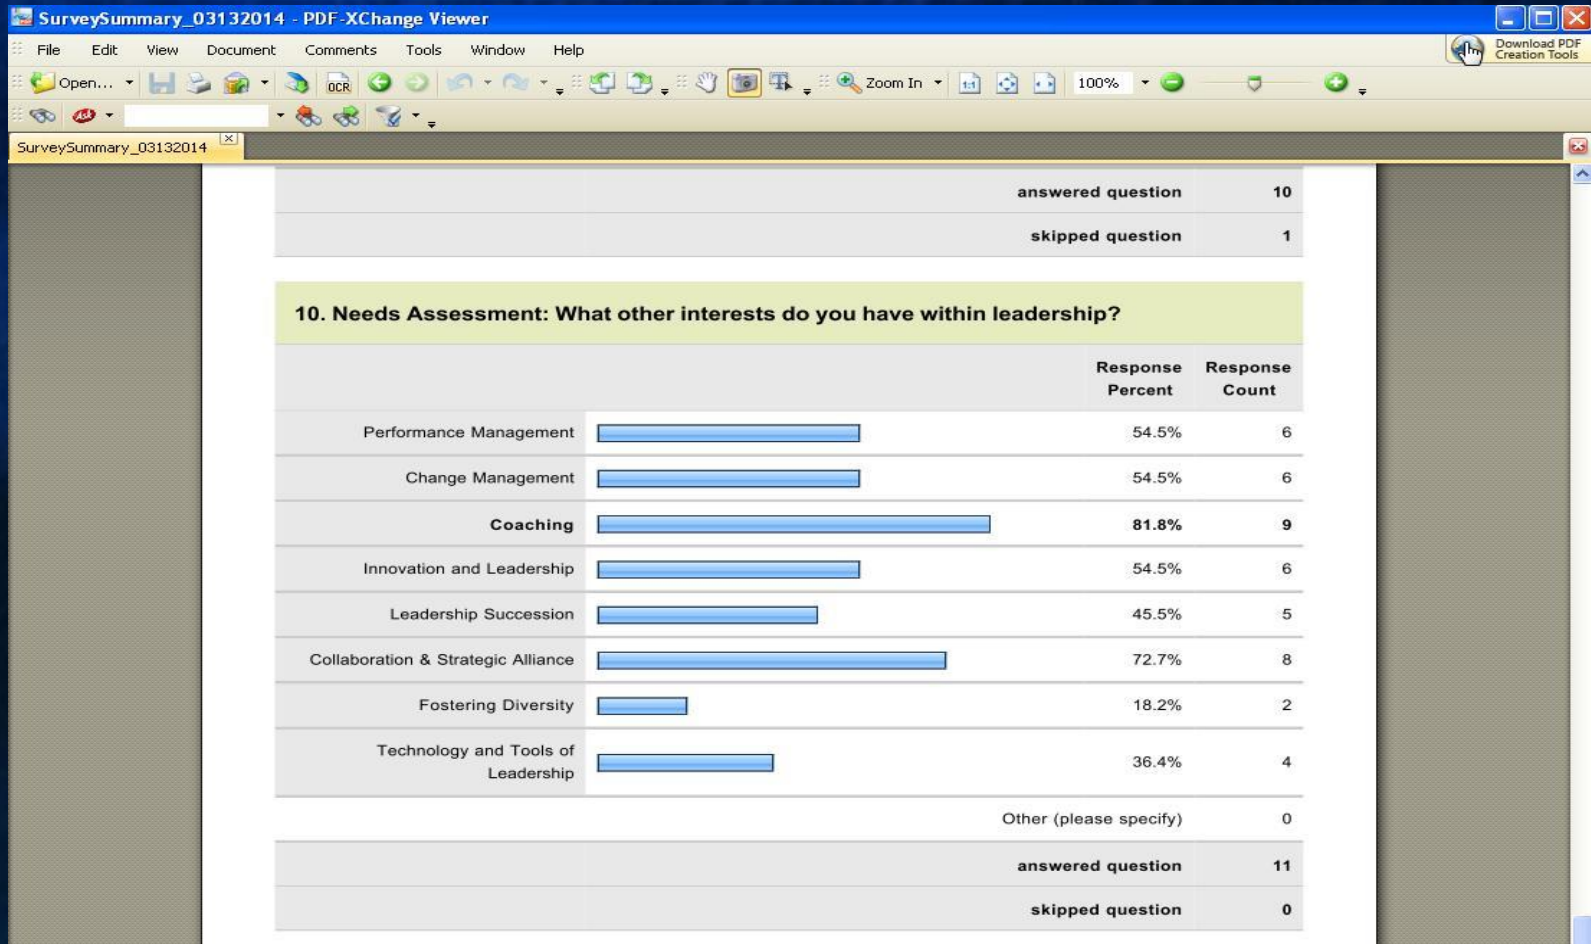 SurveySummary_03132014 - PDF-XChange Viewer
File Edit View Document Comments Tools Window Help
Download PDF
Creation Tools
Open... OCR Zoom In 1:1 100%
Ask
SurveySummary_03132014
answered question 10
skipped question 1
10. Needs Assessment: What other interests do you have within leadership?
Response Response
Percent Count
Performance Management 54.5% 6
Change Management 54.5% 6
Coaching 81.8% 9
Innovation and Leadership 54.5% 6
Leadership Succession 45.5% 5
Collaboration & Strategic Alliance 72.7% 8
Fostering Diversity 18.2% 2
Technology and Tools of
Leadership 36.4% 4
Other (please specify) 0
answered question 11
skipped question 0